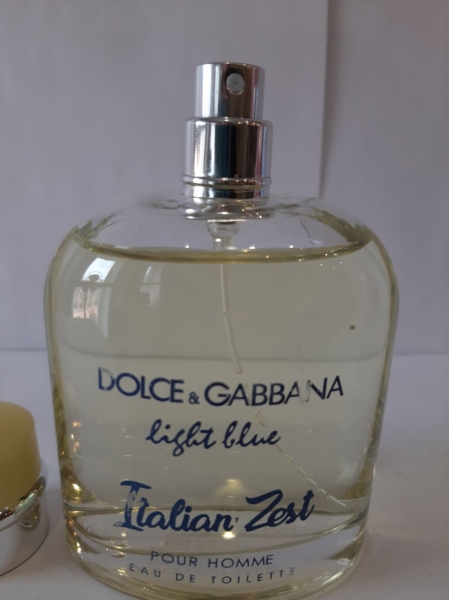 DOLCE & GABBANA
light blue
Italian Zest
POUR HOMME
EAU DE TOILETTE